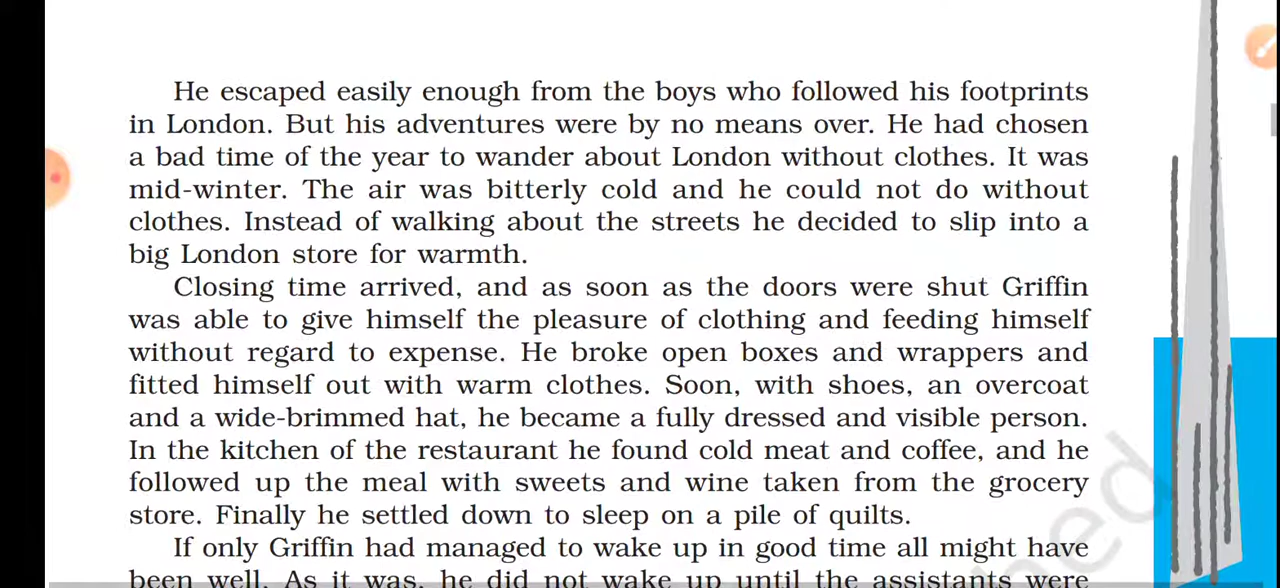 He escaped easily enough from the boys who followed his footprints
in London. But his adventures were by no means over. He had chosen
a bad time of the year to wander about London without clothes. It was
mid-winter. The air was bitterly cold and he could not do without
clothes. Instead of walking about the streets he decided to slip into a
big London store for warmth.
Closing time arrived, and as soon as the doors were shut Griffin
was able to give himself the pleasure of clothing and feeding himself
without regard to expense. He broke open boxes and wrappers and
fitted himself out with warm clothes. Soon, with shoes, an overcoat
and a wide-brimmed hat, he became a fully dressed and visible person.
In the kitchen of the restaurant he found cold meat and coffee, and he
followed up the meal with sweets and wine taken from the grocery
store. Finally he settled down to sleep on a pile of quilts.
If only Griffin had managed to wake up in good time all might have
been well. As it was, he did not wake up until the assistants were